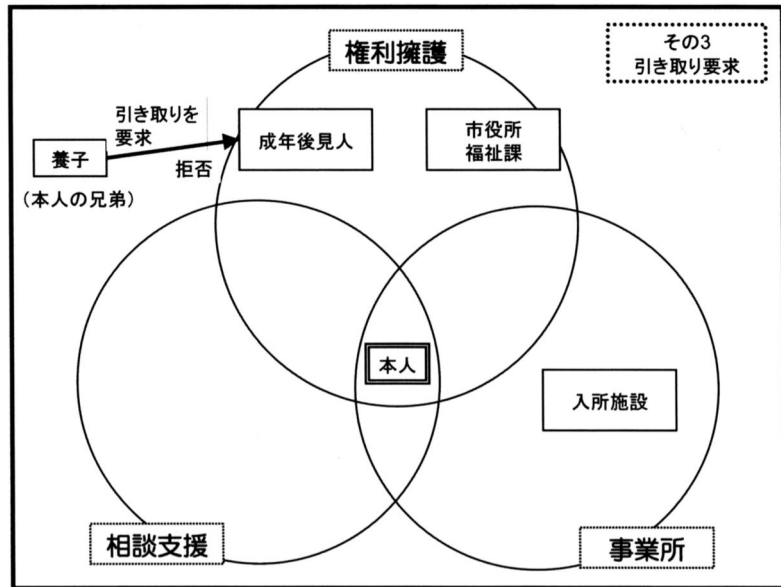 その3
引き取り要求
権利擁護
引き取りを
要求
養子
(本人の兄弟)
拒否
成年後見人
市役所
福祉課
本人
入所施設
相談支援
事業所